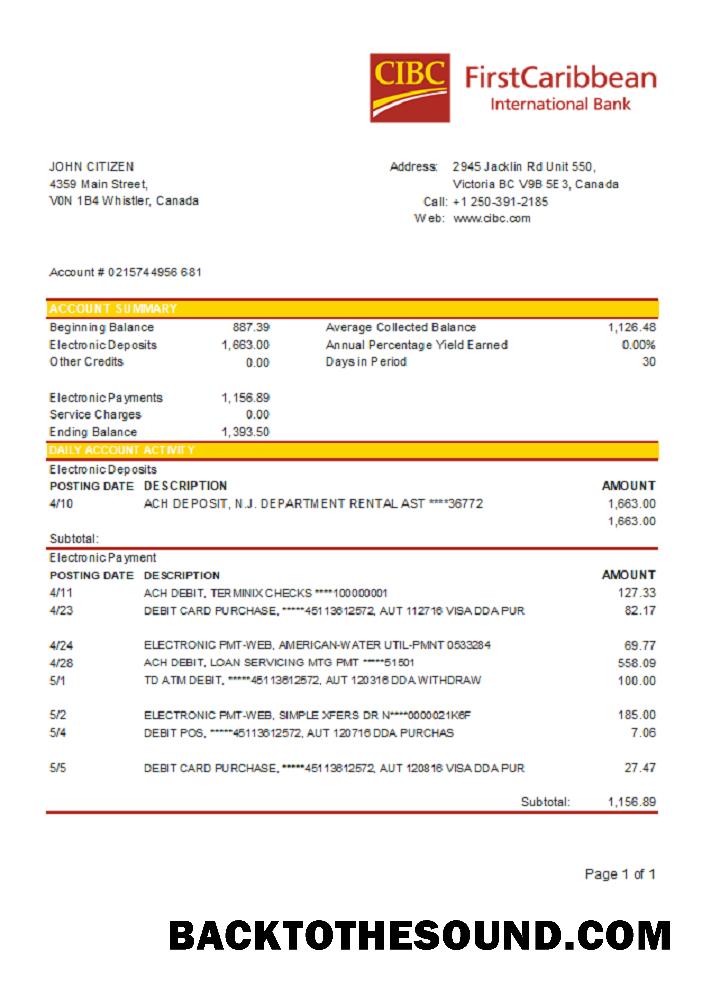 CIBC FirstCaribbean
International Bank
JOHN CITIZEN
4359 Main Street,
V0N 1B4 Whistler, Canada
Address: 2945 Jacklin Rd Unit 550,
Victoria BC V9B 5E3, Canada
Call: +1 250-391-2185
Web: www.cibc.com
Account # 0215744956 681
ACCOUNT SUMMARY
Beginning Balance 887.39 Average Collected Balance 1,126.48
Electronic Deposits 1,663.00 Annual Percentage Yield Earned 0.00%
Other Credits 0.00 Days in Period 30
Electronic Payments 1,156.89
Service Charges 0.00
Ending Balance 1,393.50
DAILY ACCOUNT ACTIVITY
Electronic Deposits
POSTING DATE DESCRIPTION AMOUNT
4/10 ACH DEPOSIT, N.J. DEPARTMENT RENTAL AST ****36772 1,663.00
1,663.00
Subtotal:
Electronic Payment
POSTING DATE DESCRIPTION AMOUNT
4/11 ACH DEBIT, TERMINIX CHECKS ****100000001 127.33
4/23 DEBIT CARD PURCHASE, *****45113612572, AUT 112716 VISA DDA PUR 82.17
4/24 ELECTRONIC PMT-WEB, AMERICAN-WATER UTIL-PMNT 0533284 69.77
4/28 ACH DEBIT, LOAN SERVICING MTG PMT *****51501 558.09
5/1 TD ATM DEBIT, *****45113612572, AUT 120316 DDA WITHDRAW 100.00
5/2 ELECTRONIC PMT-WEB, SIMPLE XFERS DR N****0000021K6F 185.00
5/4 DEBIT POS, *****45113612572, AUT 120716 DDA PURCHAS 7.06
5/5 DEBIT CARD PURCHASE, *****45113612572, AUT 120816 VISA DDA PUR 27.47
Subtotal: 1,156.89
Page 1 of 1
BACKTOTHESOUND.COM